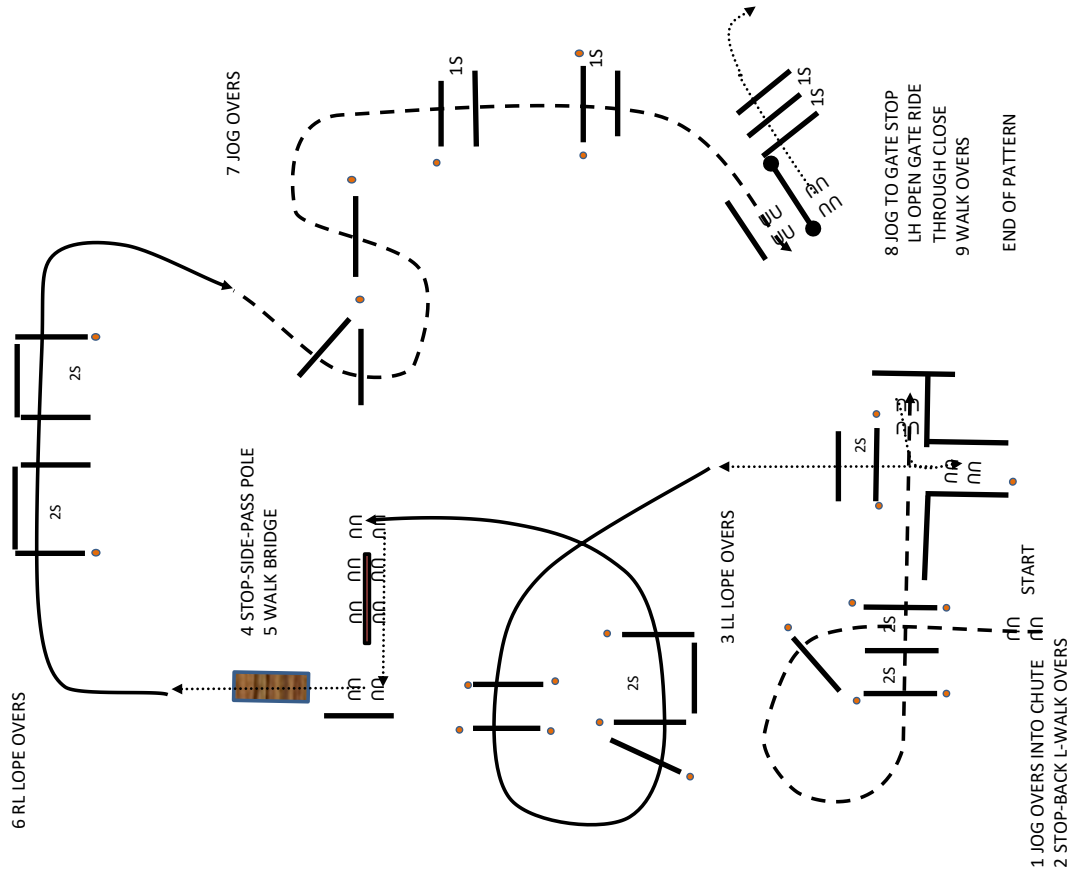 1 JOG OVERS INTO CHUTE
2 STOP-BACK L-WALK OVERS
START
2S
2S
2S
3 LL LOPE OVERS
2S
4 STOP-SIDE-PASS POLE
5 WALK BRIDGE
6 RL LOPE OVERS
2S
2S
7 JOG OVERS
1S
1S
8 JOG TO GATE STOP
LH OPEN GATE RIDE
THROUGH CLOSE
9 WALK OVERS
1S
1S
END OF PATTERN